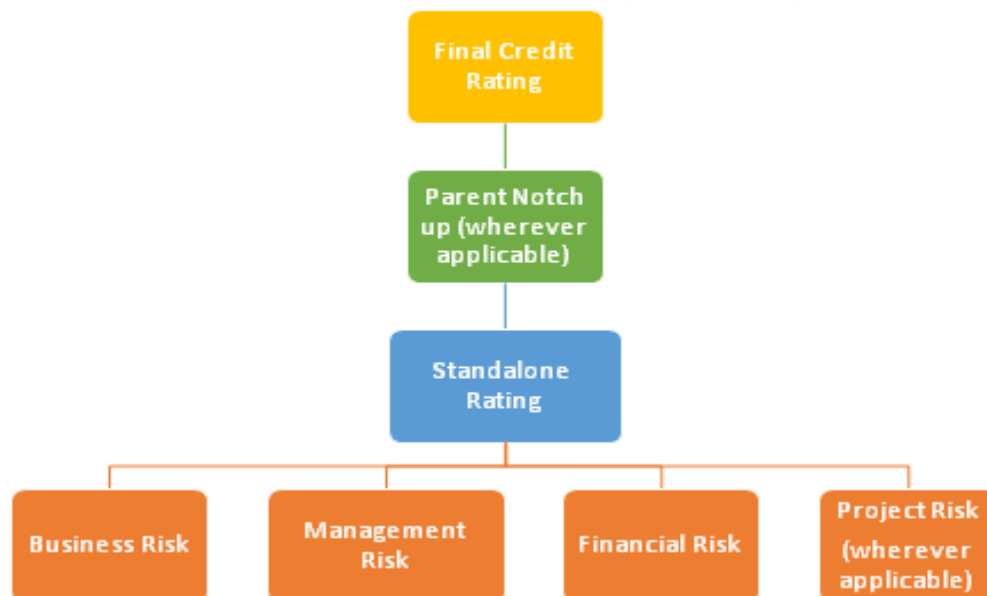 Final Credit
Rating
Parent Notch
up (wherever
applicable)
Standalone
Rating
Business Risk
Management
Risk
Financial Risk
Project Risk
(wherever
applicable)